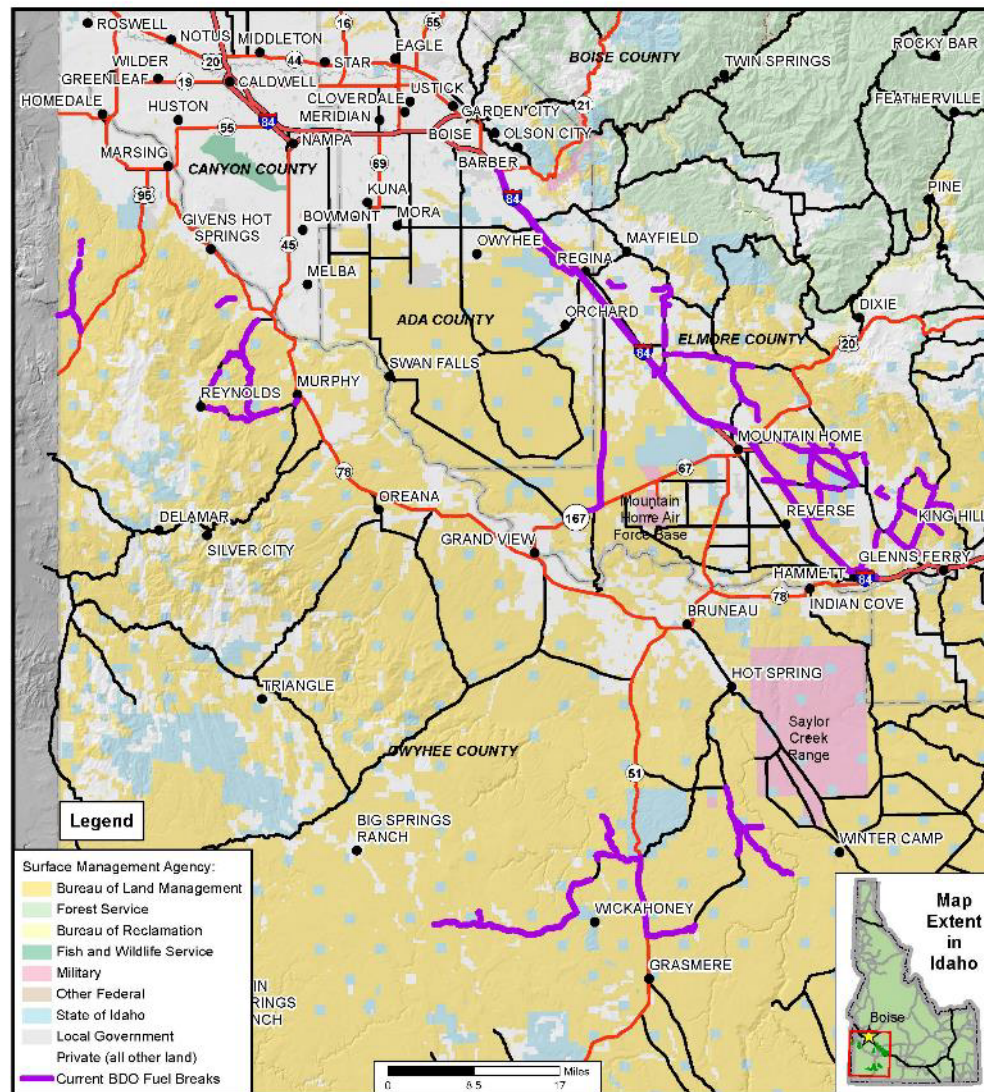 ROSWELL
NOTUS
MIDDLETON
16
55
EAGLE
BOISE COUNTY
ROCKY BAR
WILDER
20
44
STAR
TWIN SPRINGS
GREENLEAF
19
CALDWELL
USTICK
CLOVERDALE
21
FEATHERVILLE
HOMEDALE
HUSTON
84
MERIDIAN
GARDEN CITY
55
BOISE
OLSON CITY
NAMPA
MARSING
BARBER
CANYON COUNTY
69
95
KUNA
84
PINE
GIVENS HOT
SPRINGS
BOWMONT
MORA
45
OWYHEE
MAYFIELD
REGINA
MELBA
DIXIE
ADA COUNTY
ORCHARD
ELMORE COUNTY
20
84
SWAN FALLS
REYNOLDS
MURPHY
MOUNTAIN HOME
78
67
OREANA
Mountain
Home Air
Force Base
167
REVERSE
DELAMAR
KING HILL
SILVER CITY
GRAND VIEW
GLENNS FERRY
HAMMETT
84
78
INDIAN COVE
BRUNEAU
HOT SPRING
TRIANGLE
Saylor
Creek
Range
OWYHEE COUNTY
51
BIG SPRINGS
RANCH
WINTER CAMP
WICKAHONEY
GRASMERE
Legend
Surface Management Agency:
Bureau of Land Management
Forest Service
Bureau of Reclamation
Fish and Wildlife Service
Military
Other Federal
State of Idaho
Local Government
Private (all other land)
Current BDO Fuel Breaks
Miles
0
8.5
17
Map
Extent
in
Idaho
Boise